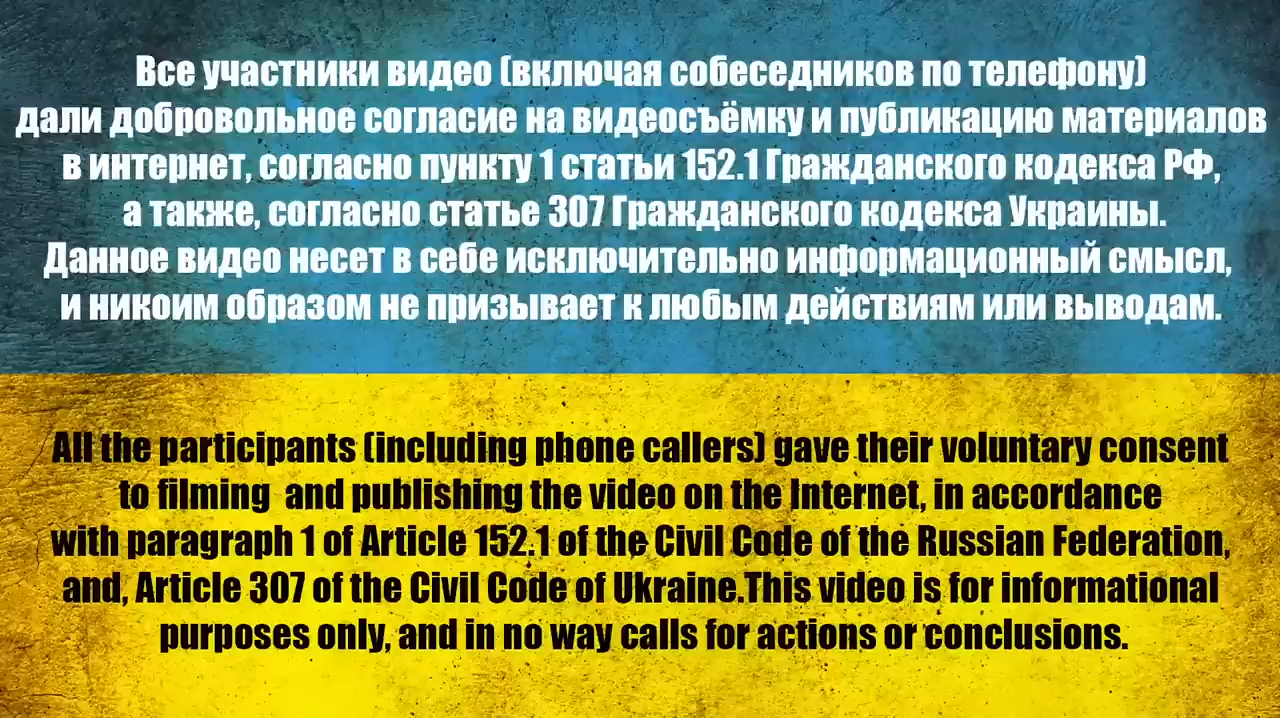 Все участники видео (включая собеседников по телефону)
дали добровольное согласие на видеосъёмку и публикацию материалов
в интернет, согласно пункту 1 статьи 152.1 Гражданского кодекса РФ,
а также, согласно статье 307 Гражданского кодекса Украины.
Данное видео несет в себе исключительно информационный смысл,
и никоим образом не призывает к любым действиям или выводам.
All the participants (including phone callers) gave their voluntary consent
to filming and publishing the video on the Internet, in accordance
with paragraph 1 of Article 152.1 of the Civil Code of the Russian Federation,
and, Article 307 of the Civil Code of Ukraine.This video is for informational
purposes only, and in no way calls for actions or conclusions.